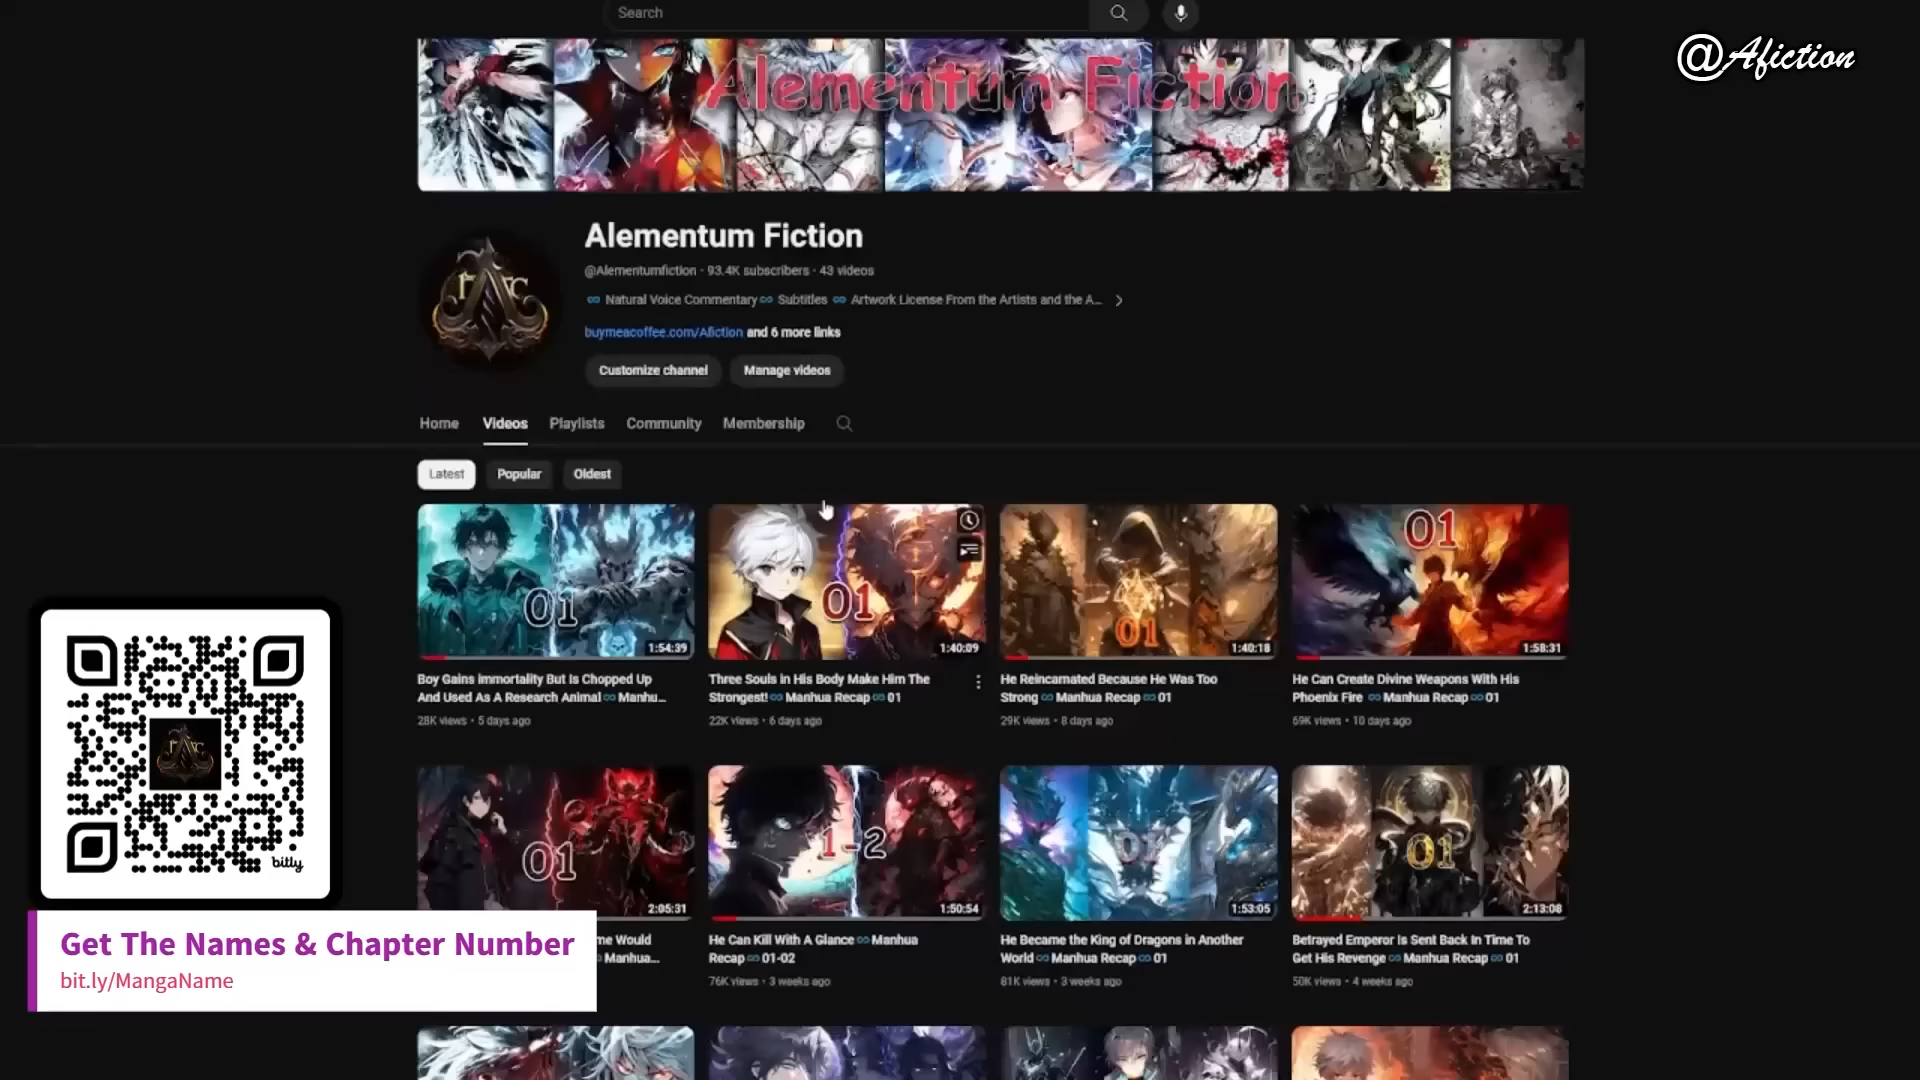 Search
@Afiction
Alementum Fiction
Alementum Fiction
@Alementumfiction · 93.4K subscribers · 43 videos
∞ Natural Voice Commentary∞ Subtitles ∞ Artwork License From the Artists and the A...
buymeacoffee.com/Afiction and 6 more links
Customize channel Manage videos
Home Videos Playlists Community Membership
Latest Popular Oldest
01
1:54:39
01
1:40:09
01
1:40:18
01
1:58:31
Boy Gains immortality But Is Chopped Up
And Used As A Research Animal ∞ Manhu...
28K views · 5 days ago
Three Souls in His Body Make Him The
Strongest! ∞ Manhua Recap ∞ 01
22K views · 6 days ago
He Reincarnated Because He Was Too
Strong ∞ Manhua Recap ∞ 01
29K views · 8 days ago
He Can Create Divine Weapons With His
Phoenix Fire ∞ Manhua Recap ∞ 01
69K views · 10 days ago
01
2:05:31
1-2
1:50:54
01
1:53:05
01
2:13:08
me Would
∞ Manhua...
He Can Kill With A Glance ∞ Manhua
Recap ∞ 01-02
76K views · 3 weeks ago
He Became the King of Dragons in Another
World ∞ Manhua Recap ∞ 01
81K views · 3 weeks ago
Betrayed Emperor Is Sent Back In Time To
Get His Revenge ∞ Manhua Recap ∞ 01
50K views · 4 weeks ago
bitly
Get The Names & Chapter Number
bit.ly/MangaName